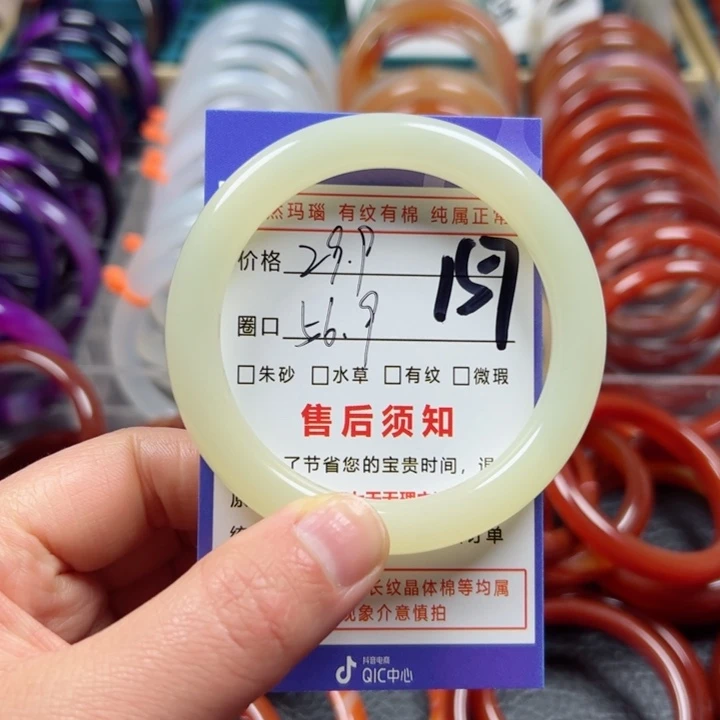 然玛瑙 有纹有棉 纯属正常
价格 29.9
圈口 56.9
□朱砂 □水草 □有纹 □微瑕
售后须知
了节省您的宝贵时间，退
订单
长纹晶体棉等均属
现象介意慎拍
抖音电商
QIC中心